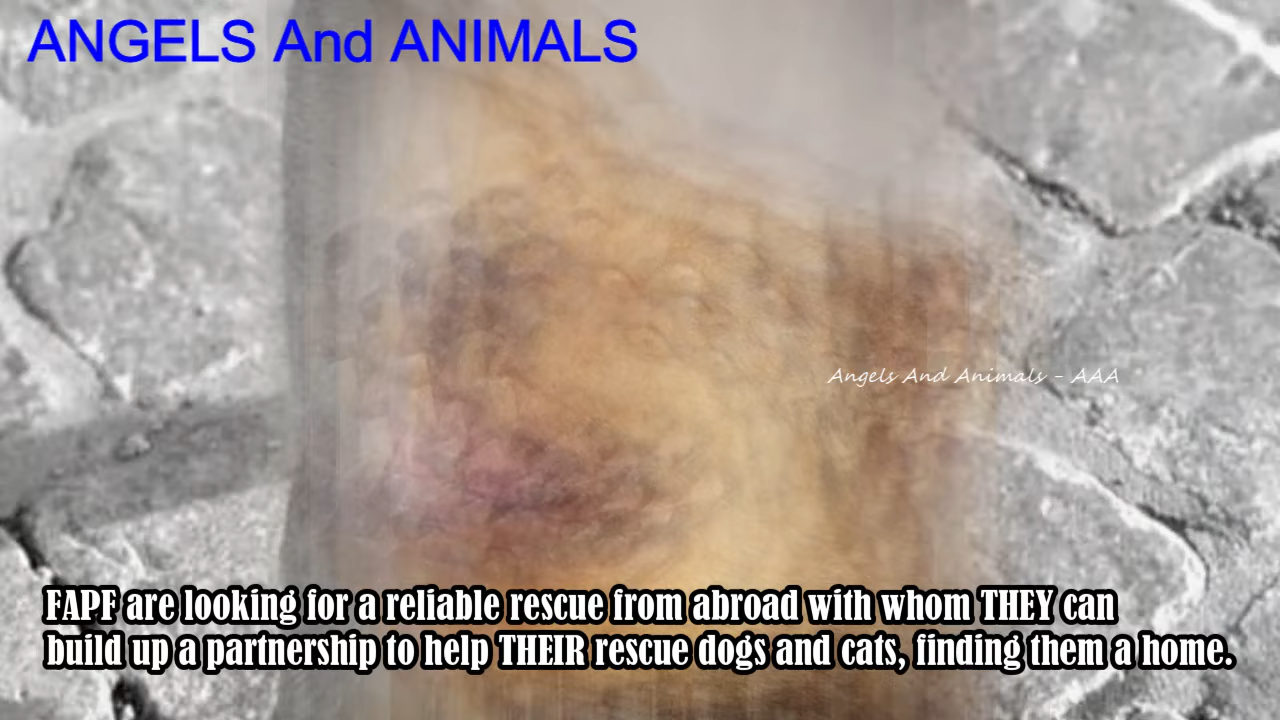 ANGELS And ANIMALS
Angels And Animals - AAA
FAPF are looking for a reliable rescue from abroad with whom THEY can
build up a partnership to help THEIR rescue dogs and cats, finding them a home.